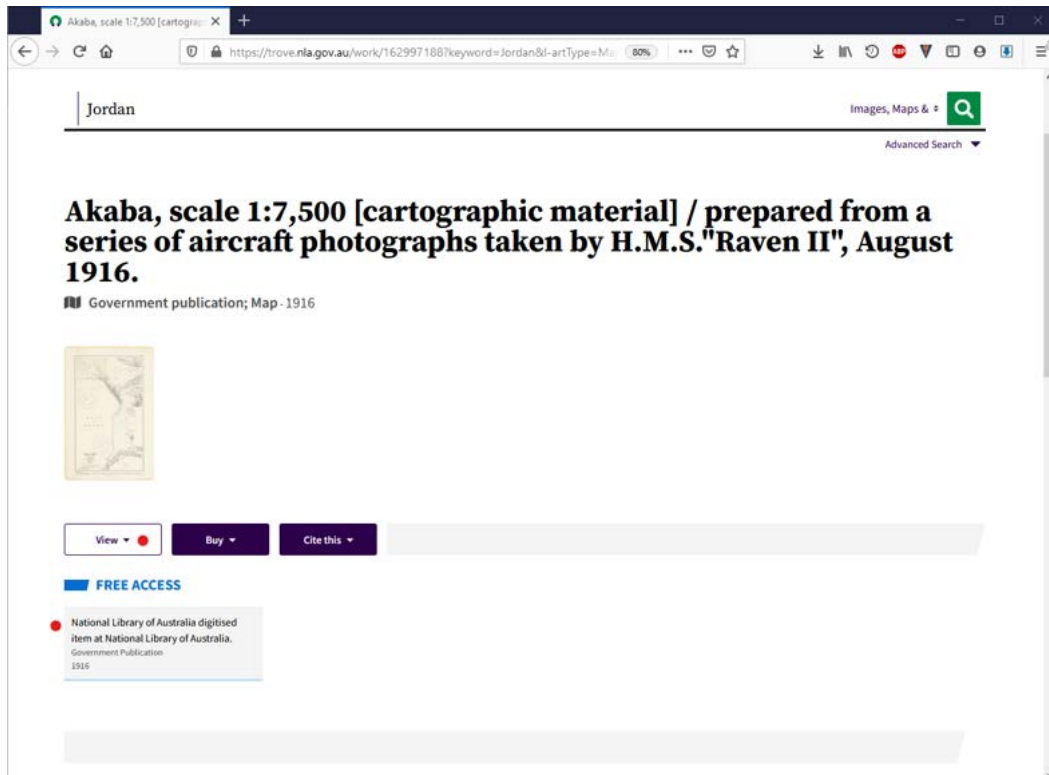 Akaba, scale 1:7,500 [cartograp
https://trove.nla.gov.au/work/162997188?keyword=Jordan&l-artType=Ma
80%
ABP
Jordan
Images, Maps &
Advanced Search
Akaba, scale 1:7,500 [cartographic material] / prepared from a
series of aircraft photographs taken by H.M.S."Raven II", August
1916.
Government publication; Map - 1916
View
Buy
Cite this
FREE ACCESS
National Library of Australia digitised
item at National Library of Australia.
Government Publication
1916